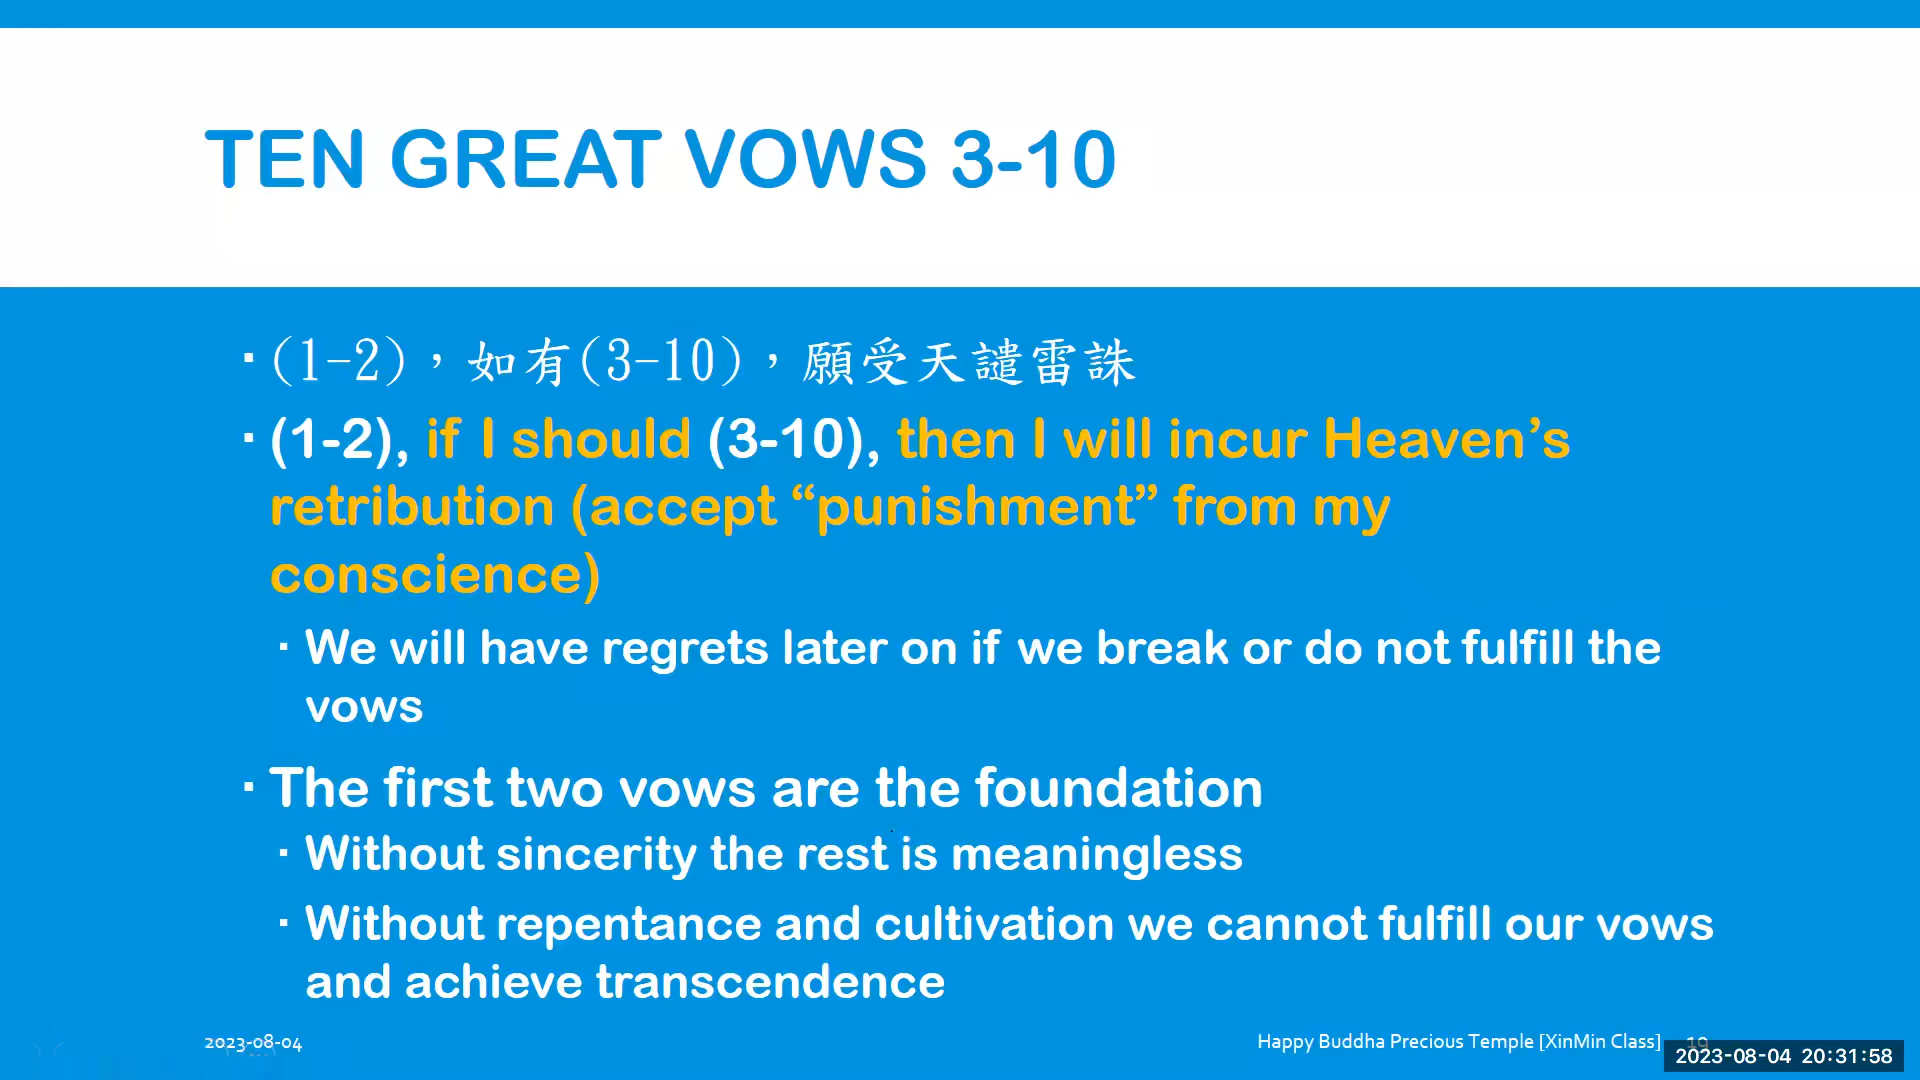 TEN GREAT VOWS 3-10
▪ (1-2)，如有(3-10)，願受天譴雷誅
▪ (1-2), if I should (3-10), then I will incur Heaven’s
retribution (accept “punishment” from my
conscience)
▪ We will have regrets later on if we break or do not fulfill the
vows
▪ The first two vows are the foundation
▪ Without sincerity the rest is meaningless
▪ Without repentance and cultivation we cannot fulfill our vows
and achieve transcendence
2023-08-04
Happy Buddha Precious Temple [XinMin Class]
19
2023-08-04 20:31:58